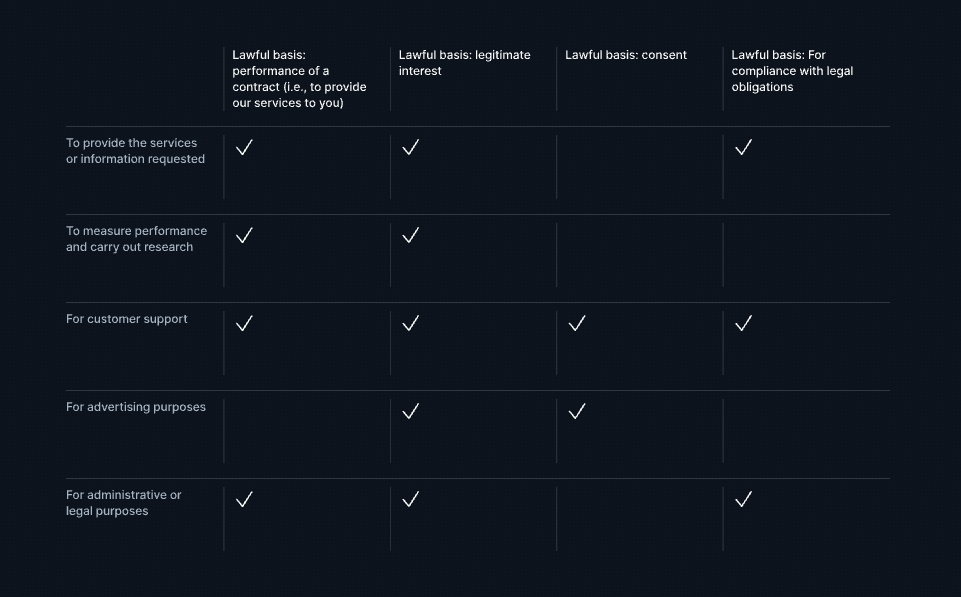 Lawful basis:
performance of a
contract (i.e., to provide
our services to you)
Lawful basis: legitimate
interest
Lawful basis: consent
Lawful basis: For
compliance with legal
obligations
To provide the services
or information requested
To measure performance
and carry out research
For customer support
For advertising purposes
For administrative or
legal purposes